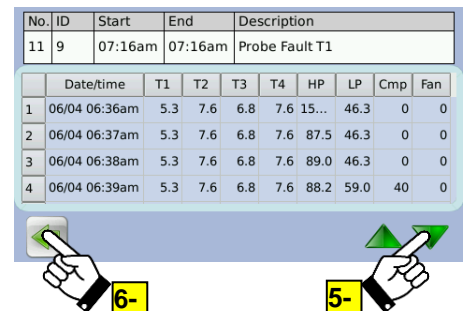 No. ID Start End Description
11 9 07:16am 07:16am Probe Fault T1
Date/time T1 T2 T3 T4 HP LP Cmp Fan
1 06/04 06:36am 5.3 7.6 6.8 7.6 15... 46.3 0 0
2 06/04 06:37am 5.3 7.6 6.8 7.6 87.5 46.3 0 0
3 06/04 06:38am 5.3 7.6 6.8 7.6 89.0 46.3 0 0
4 06/04 06:39am 5.3 7.6 6.8 7.6 88.2 59.0 40 0
6- 5-